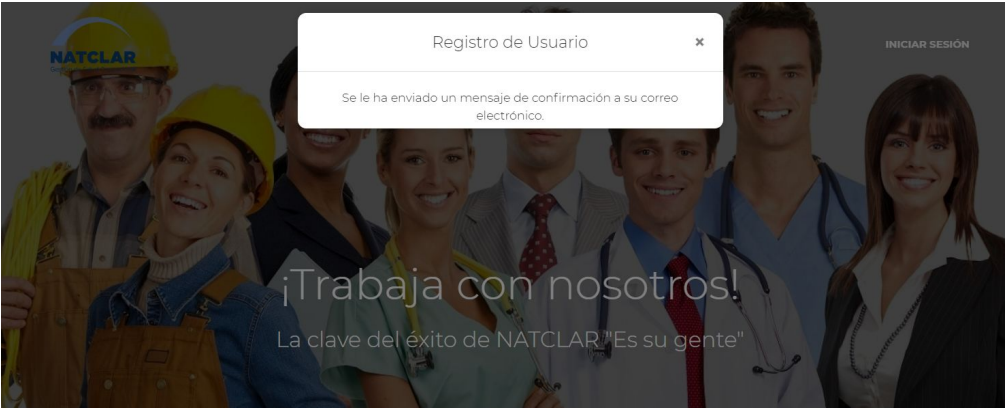 Registro de Usuario ×
NATCLAR
INICIAR SESIÓN
Se le ha enviado un mensaje de confirmación a su correo
electrónico.
¡Trabaja con nosotros!
La clave del éxito de NATCLAR "Es su gente"